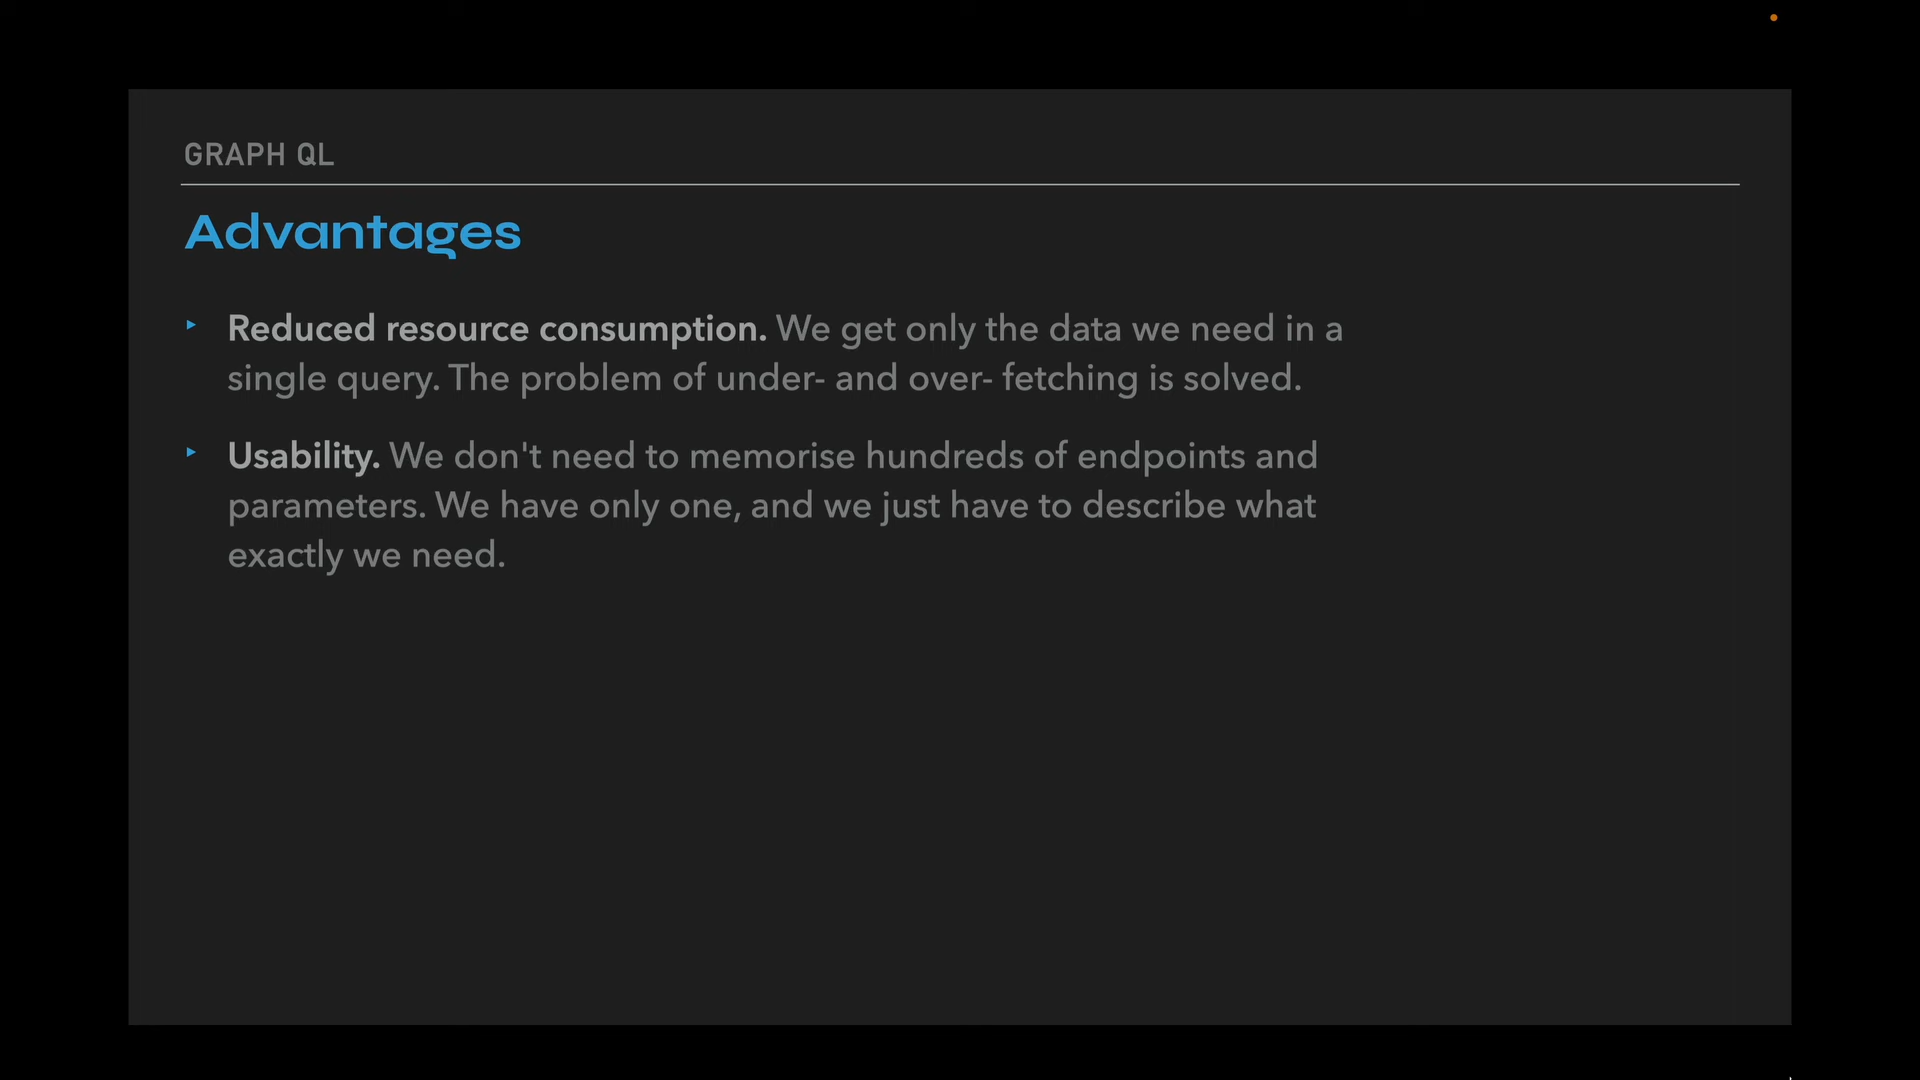 GRAPH QL
Advantages
‣ Reduced resource consumption. We get only the data we need in a
single query. The problem of under- and over- fetching is solved.
‣ Usability. We don't need to memorise hundreds of endpoints and
parameters. We have only one, and we just have to describe what
exactly we need.